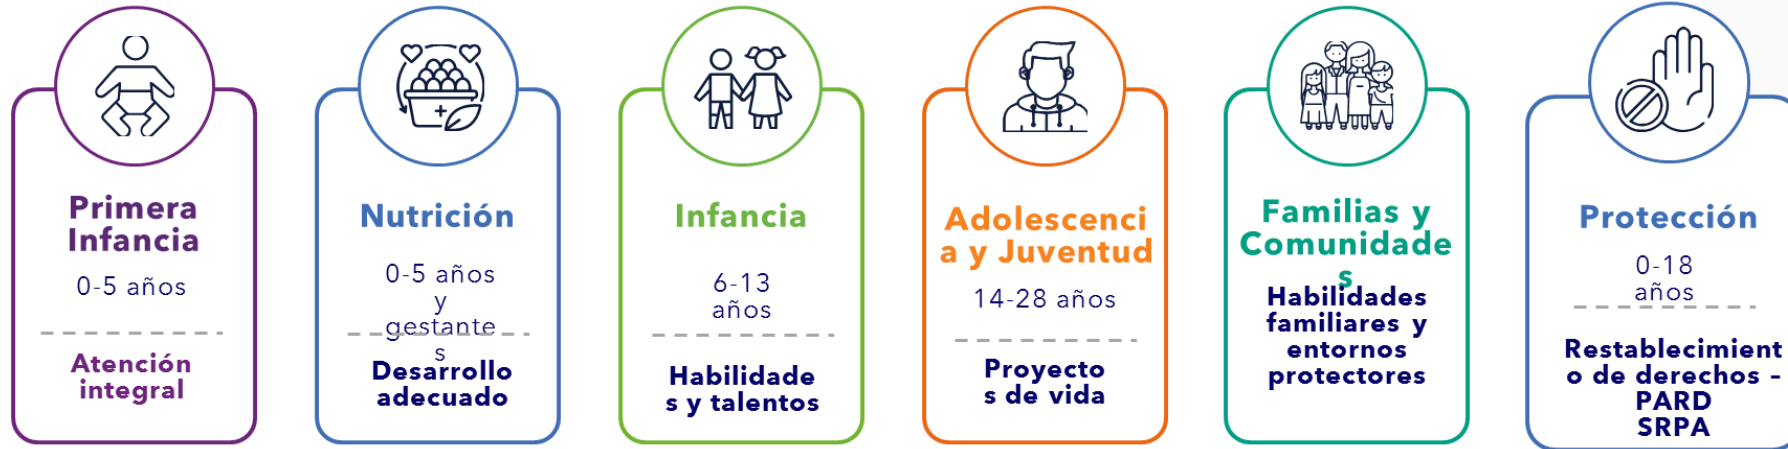 Primera
Infancia
0-5 años
Atención
integral
Nutrición
0-5 años
y
gestante
s
Desarrollo
adecuado
Infancia
6-13
años
Habilidade
s y talentos
Adolescenci
a y Juventud
14-28 años
Proyecto
s de vida
Familias y
Comunidade
s
Habilidades
familiares y
entornos
protectores
Protección
0-18
años
Restablecimient
o de derechos –
PARD
SRPA